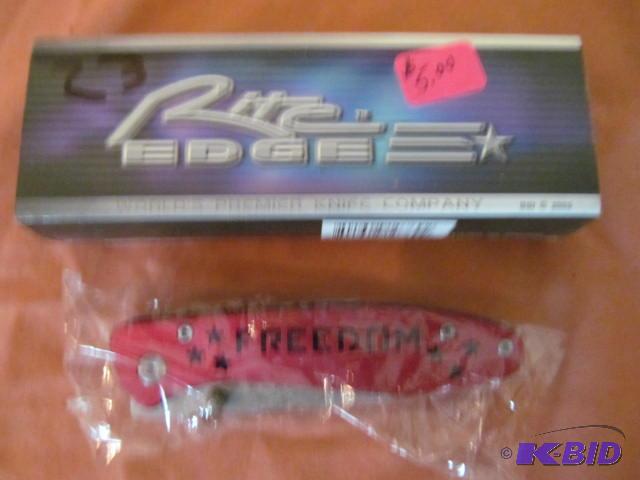 $5.99
Rite
EDGE
WORLD'S PREMIER KNIFE COMPANY
FREEDOM
© K-BID